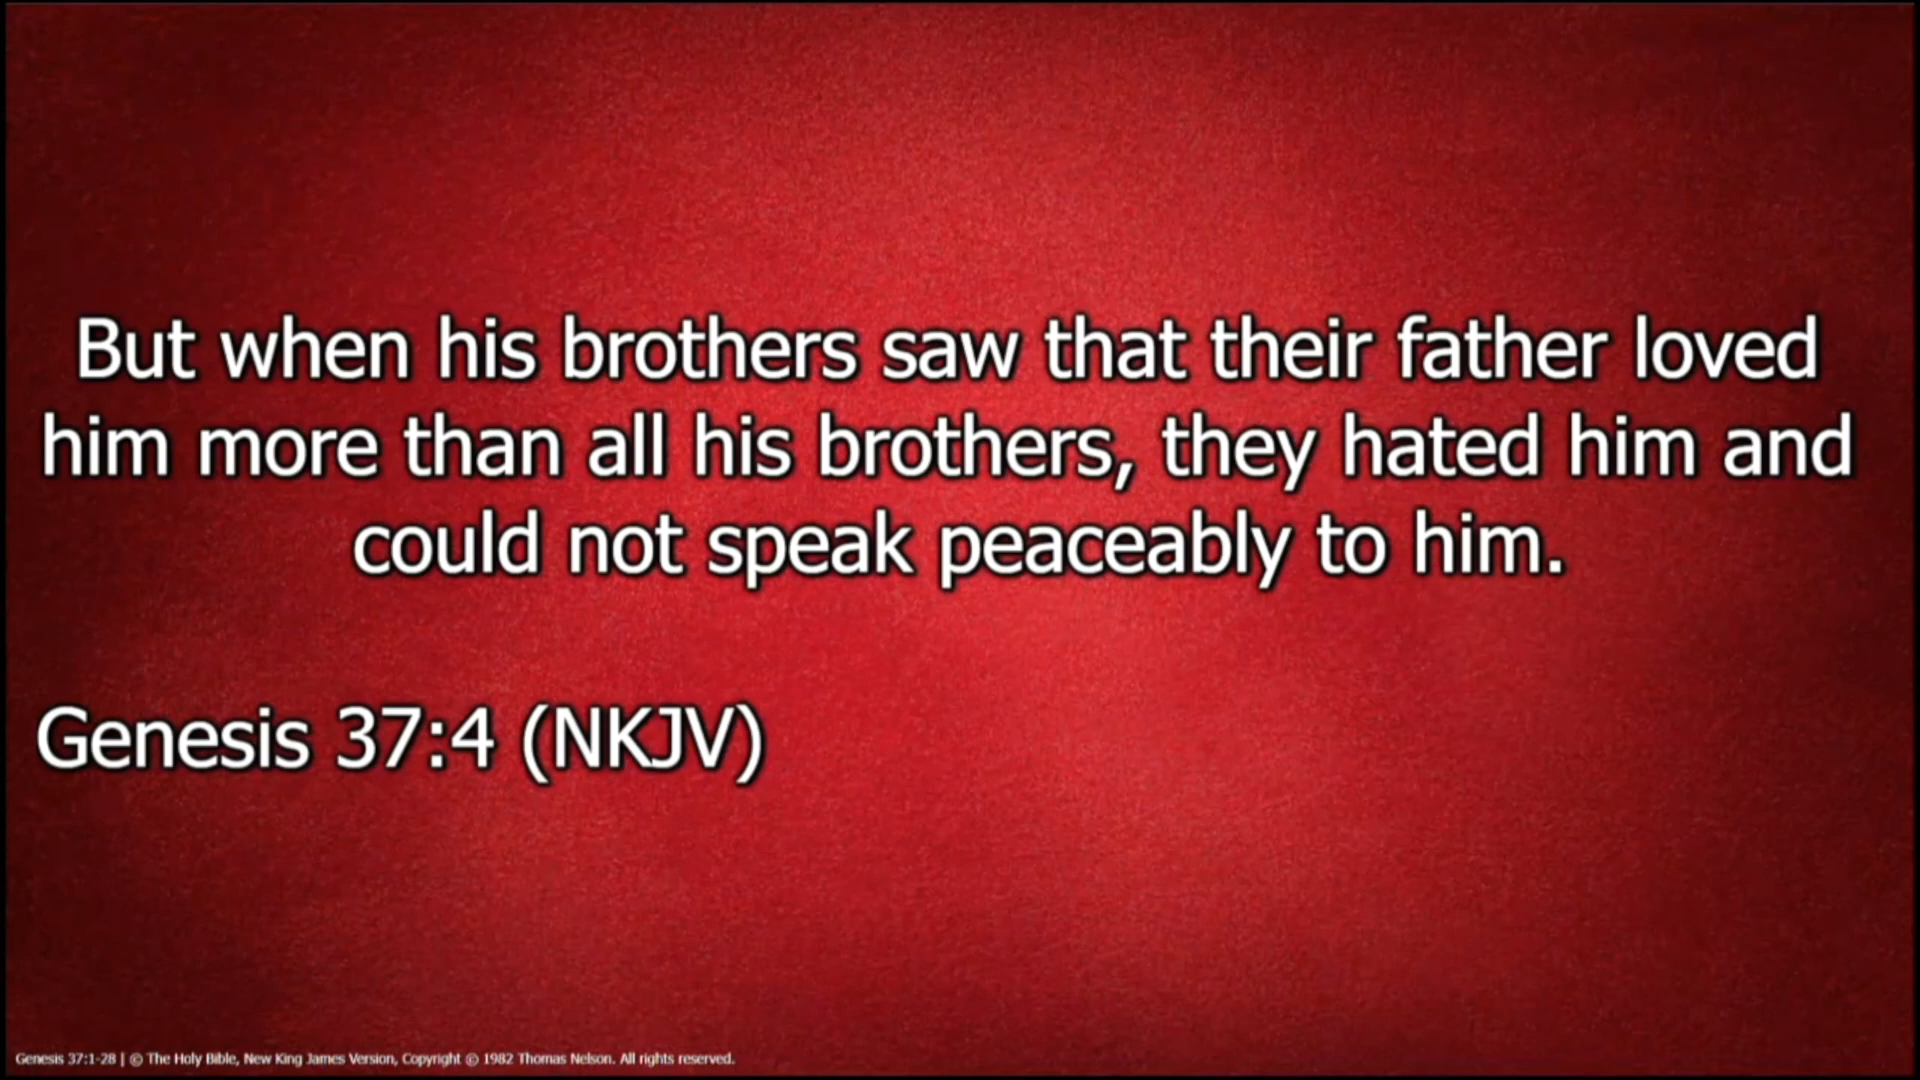 But when his brothers saw that their father loved
him more than all his brothers, they hated him and
could not speak peaceably to him.
Genesis 37:4 (NKJV)
Genesis 37:1-28 | © The Holy Bible, New King James Version, Copyright © 1982 Thomas Nelson. All rights reserved.